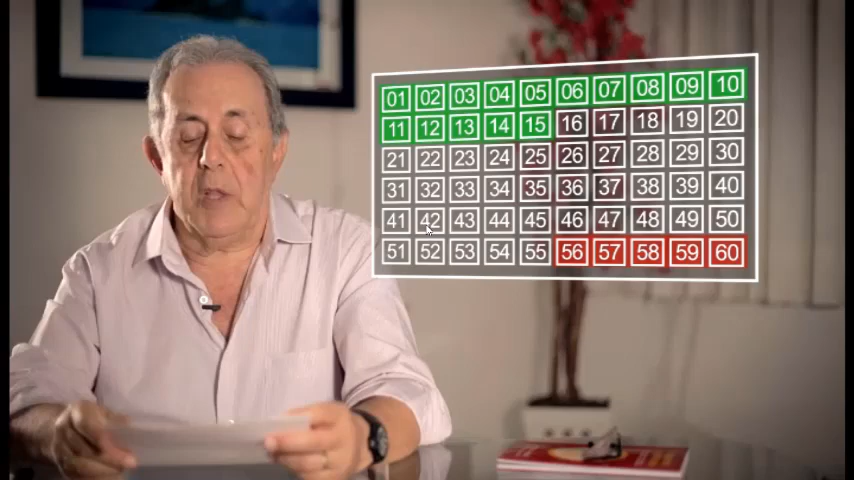 01 02 03 04 05 06 07 08 09 10
11 12 13 14 15 16 17 18 19 20
21 22 23 24 25 26 27 28 29 30
31 32 33 34 35 36 37 38 39 40
41 42 43 44 45 46 47 48 49 50
51 52 53 54 55 56 57 58 59 60